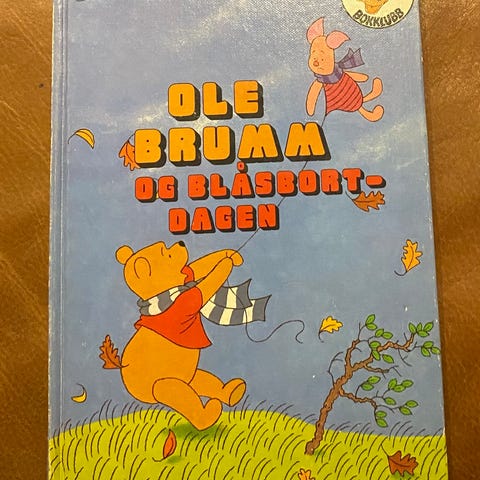 BOKKLUBB
OLE
BRUMM
OG BLÅSBORT-
DAGEN